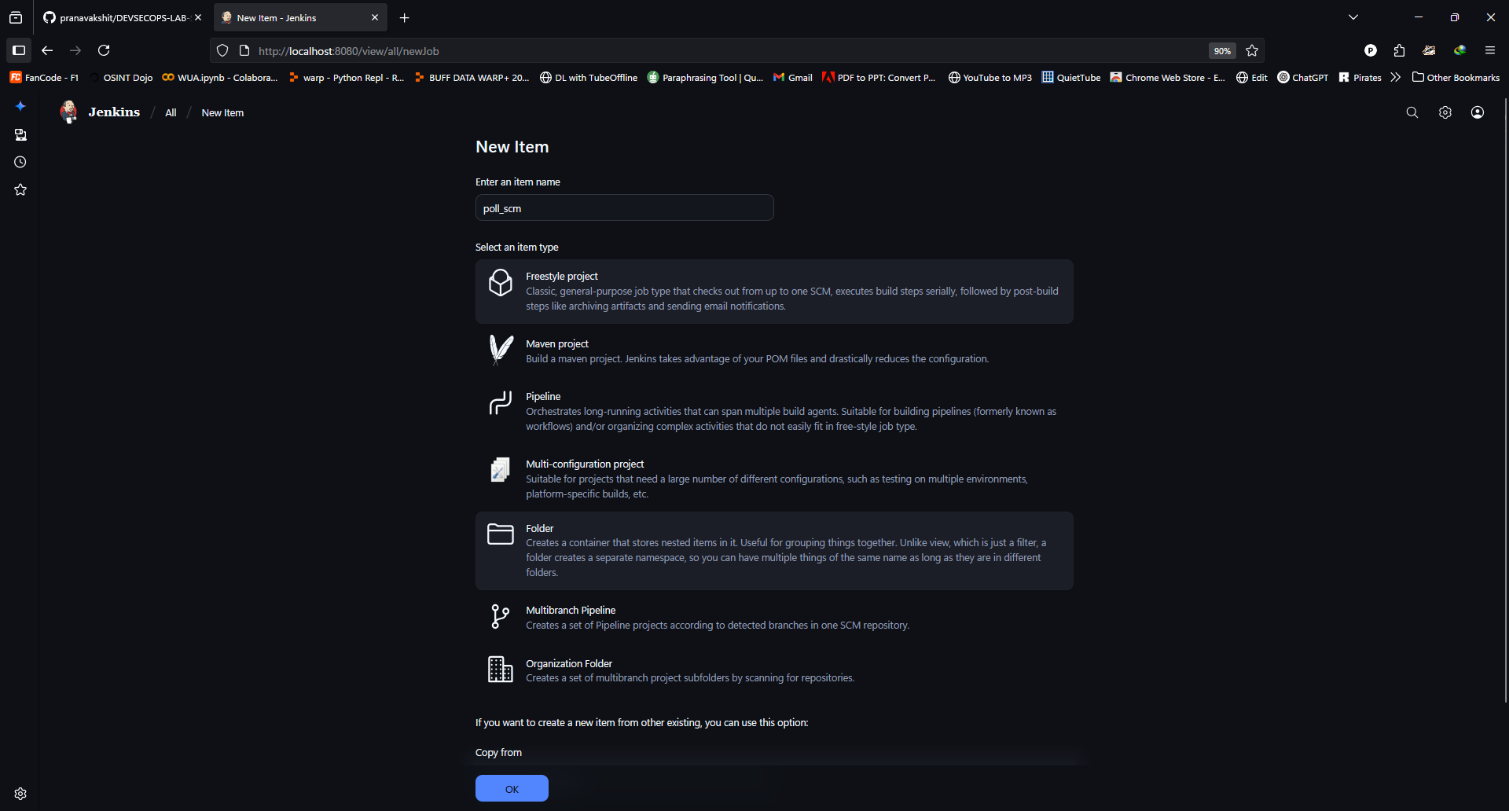 pranavakshit/DEVSECOPS-LAB-
New Item - Jenkins
http://localhost:8080/view/all/newJob
90%
FanCode - F1
OSINT Dojo
WUA.ipynb - Colabora...
warp - Python Repl - R...
BUFF DATA WARP+ 20...
DL with TubeOffline
Paraphrasing Tool | Qu...
Gmail
PDF to PPT: Convert P...
YouTube to MP3
QuietTube
Chrome Web Store - E...
Edit
ChatGPT
Pirates
Other Bookmarks
Jenkins / All / New Item
New Item
Enter an item name
poll_scm
Select an item type
Freestyle project
Classic, general-purpose job type that checks out from up to one SCM, executes build steps serially, followed by post-build
steps like archiving artifacts and sending email notifications.
Maven project
Build a maven project. Jenkins takes advantage of your POM files and drastically reduces the configuration.
Pipeline
Orchestrates long-running activities that can span multiple build agents. Suitable for building pipelines (formerly known as
workflows) and/or organizing complex activities that do not easily fit in free-style job type.
Multi-configuration project
Suitable for projects that need a large number of different configurations, such as testing on multiple environments,
platform-specific builds, etc.
Folder
Creates a container that stores nested items in it. Useful for grouping things together. Unlike view, which is just a filter, a
folder creates a separate namespace, so you can have multiple things of the same name as long as they are in different
folders.
Multibranch Pipeline
Creates a set of Pipeline projects according to detected branches in one SCM repository.
Organization Folder
Creates a set of multibranch project subfolders by scanning for repositories.
If you want to create a new item from other existing, you can use this option:
Copy from
OK